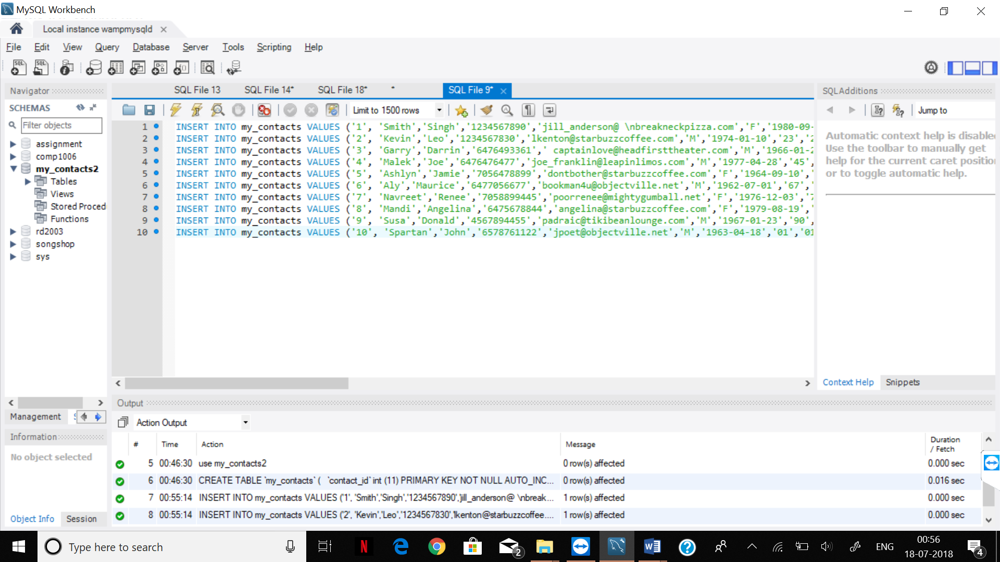 MySQL Workbench
Local instance wampmysqld
File Edit View Query Database Server Tools Scripting Help
Navigator
SCHEMAS
Filter objects
assignment
comp1006
my_contacts2
Tables
Views
Stored Proced
Functions
rd2003
songshop
sys
Management
Information
No object selected
Object Info Session
SQL File 13 SQL File 14* SQL File 18* * SQL File 9*
Limit to 1500 rows
1 INSERT INTO my_contacts VALUES ('1', 'Smith','Singh','1234567890','jill_anderson@ \nbreakneckpizza.com','F','1980-09-
2 INSERT INTO my_contacts VALUES ('2', 'Kevin','Leo','1234567830','lkenton@starbuzzcoffee.com','M','1974-01-10','23','2
3 INSERT INTO my_contacts VALUES ('3', 'Garry','Darrin','6476493361',' captainlove@headfirsttheater.com','M','1966-01-2
4 INSERT INTO my_contacts VALUES ('4', 'Malek','Joe','6476476477','joe_franklin@leapinlimos.com','M','1977-04-28','45',
5 INSERT INTO my_contacts VALUES ('5', 'Ashlyn','Jamie','7056478899','dontbother@starbuzzcoffee.com','F','1964-09-10','
6 INSERT INTO my_contacts VALUES ('6', 'Aly','Maurice','6477056677','bookman4u@objectville.net','M','1962-07-01','67','
7 INSERT INTO my_contacts VALUES ('7', 'Navreet','Renee','7058899445','poorrenee@mightygumball.net','F','1976-12-03','7
8 INSERT INTO my_contacts VALUES ('8', 'Mandi','Angelina','6475678844','angelina@starbuzzcoffee.com','F','1979-08-19','
9 INSERT INTO my_contacts VALUES ('9', 'Susa','Donald','4567894455','padraic@tikibeanlounge.com','M','1967-01-23','90','
10 INSERT INTO my_contacts VALUES ('10', 'Spartan','John','6578761122','jpoet@objectville.net','M','1963-04-18','01','01
SQLAdditions
Jump to
Automatic context help is disable
Use the toolbar to manually get
help for the current caret position
or to toggle automatic help.
Context Help Snippets
Output
Action Output
# Time Action Message Duration / Fetch
5 00:46:30 use my_contacts2 0 row(s) affected 0.000 sec
6 00:46:30 CREATE TABLE `my_contacts` ( `contact_id` int (11) PRIMARY KEY NOT NULL AUTO_INC... 0 row(s) affected 0.016 sec
7 00:55:14 INSERT INTO my_contacts VALUES ('1', 'Smith','Singh','1234567890','jill_anderson@ \nbreak... 1 row(s) affected 0.000 sec
8 00:55:14 INSERT INTO my_contacts VALUES ('2', 'Kevin','Leo','1234567830','lkenton@starbuzzcoffee.... 1 row(s) affected 0.000 sec
Type here to search
2
ENG
00:56
18-07-2018
4